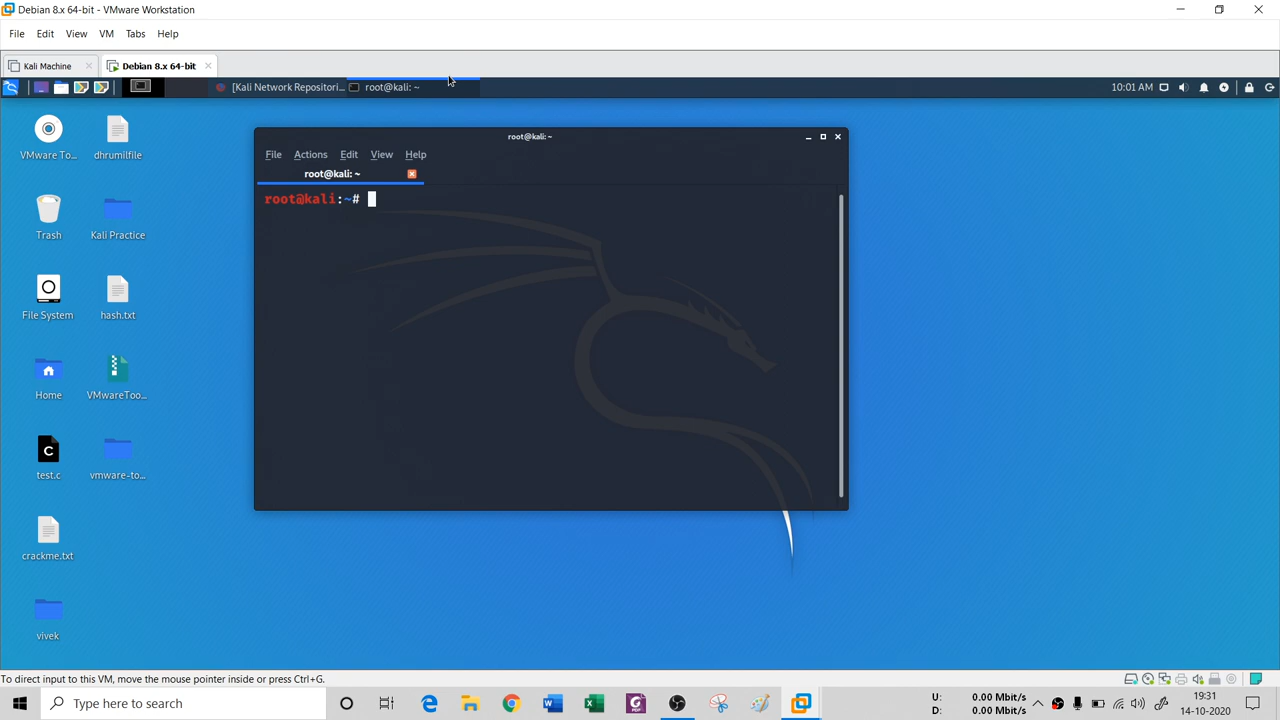 Debian 8.x 64-bit - VMware Workstation
File Edit View VM Tabs Help
Kali Machine Debian 8.x 64-bit
[Kali Network Repositori... root@kali: ~ 10:01 AM
root@kali: ~
File Actions Edit View Help
root@kali: ~
root@kali:~#
VMware To... dhrumilfile
Trash Kali Practice
File System hash.txt
Home VMwareToo...
C
test.c vmware-to...
crackme.txt
vivek
To direct input to this VM, move the mouse pointer inside or press Ctrl+G.
Type here to search
U: 0.00 Mbit/s 19:31
D: 0.00 Mbit/s 14-10-2020